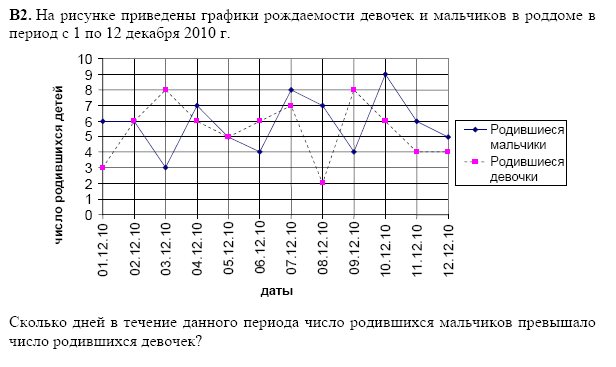 В2. На рисунке приведены графики рождаемости девочек и мальчиков в роддоме в
период с 1 по 12 декабря 2010 г.
число родившихся детей
10
9
8
7
6
5
4
3
2
1
0
01.12.10
02.12.10
03.12.10
04.12.10
05.12.10
06.12.10
07.12.10
08.12.10
09.12.10
10.12.10
11.12.10
12.12.10
даты
Родившиеся
мальчики
Родившиеся
девочки
Сколько дней в течение данного периода число родившихся мальчиков превышало
число родившихся девочек?